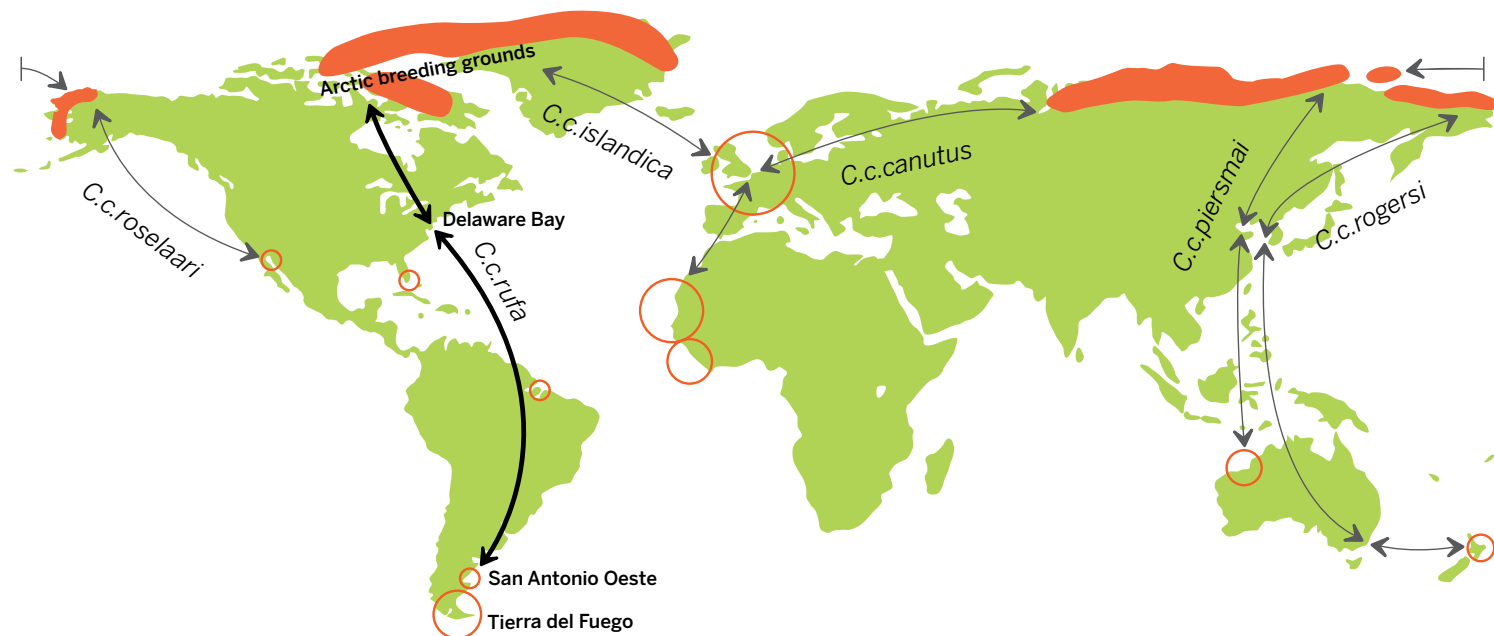 Arctic breeding grounds
C.c.islandica
C.c.canutus
C.c.piersmai
C.c.rogersi
C.c.roselaari
Delaware Bay
C.c.rufa
San Antonio Oeste
Tierra del Fuego